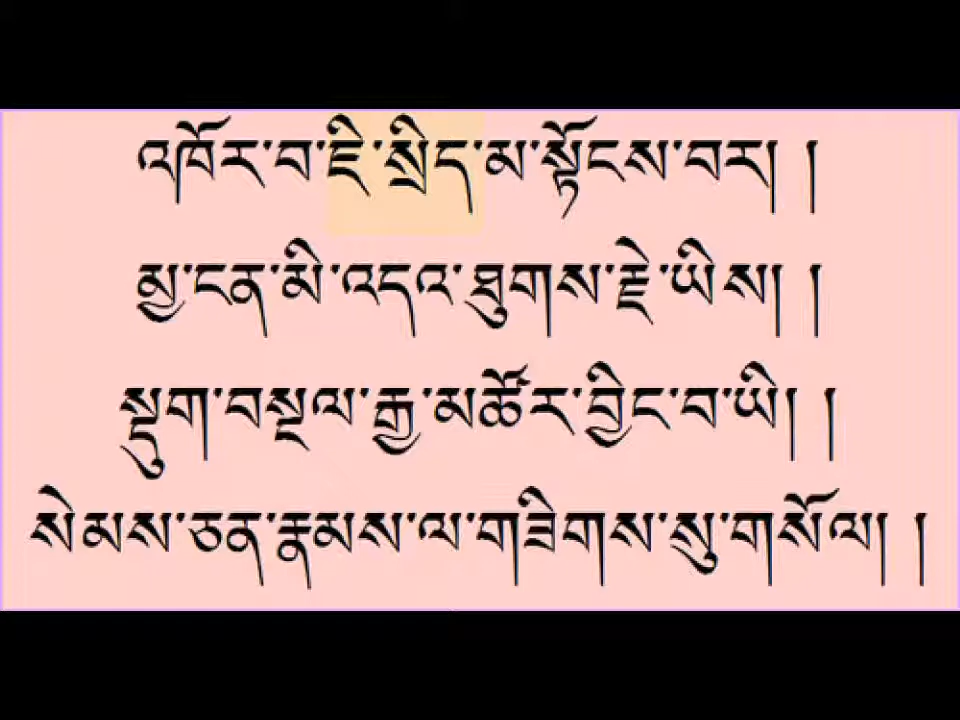 འཁོར་བ་ཇི་སྲིད་མ་སྟོངས་བར། །
མྱ་ངན་མི་འདའ་ཐུགས་རྗེ་ཡིས། །
སྡུག་བསྔལ་རྒྱ་མཚོར་བྱིང་བ་ཡི། །
སེམས་ཅན་རྣམས་ལ་གཟིགས་སུ་གསོལ། །